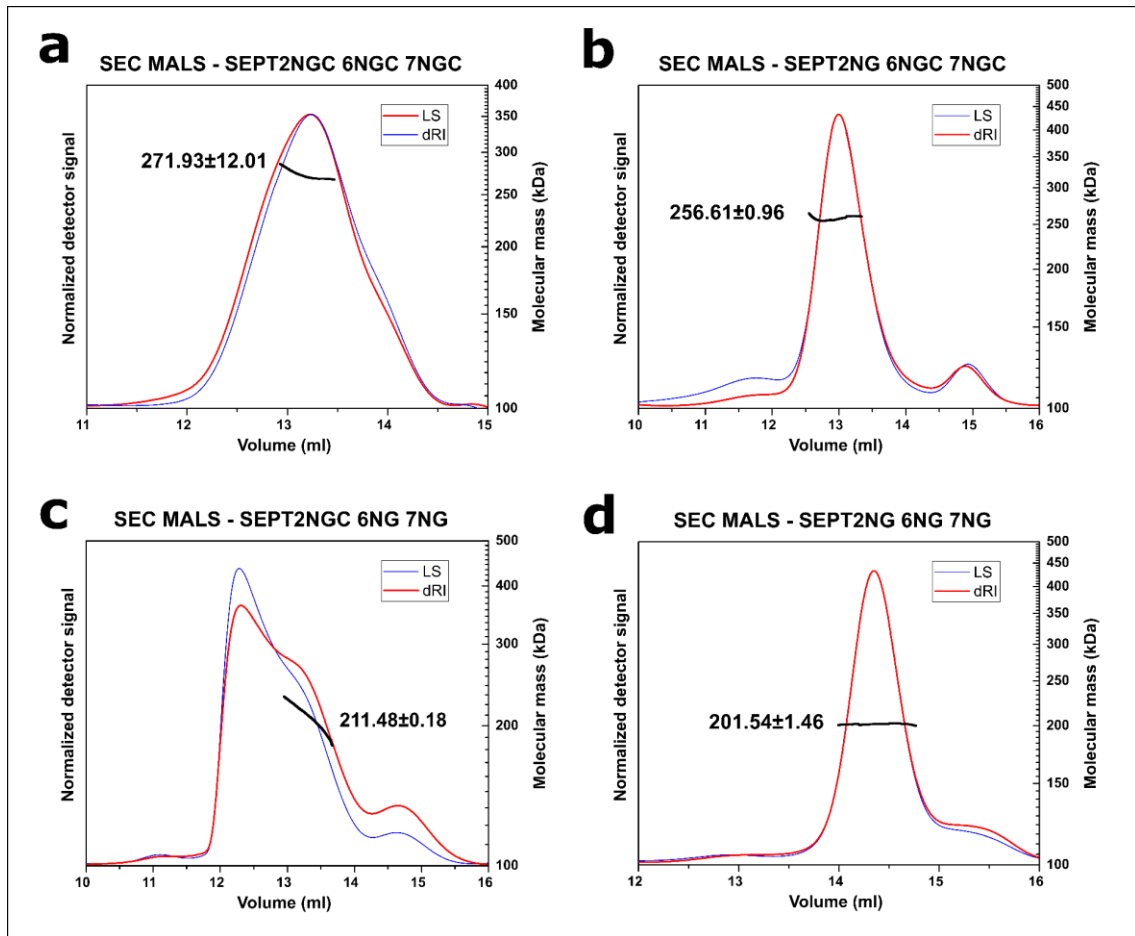 a
SEC MALS - SEPT2NGC 6NGC 7NGC
LS
dRI
271.93±12.01
Normalized detector signal
400
350
300
250
200
150
100
Molecular mass (kDa)
11 12 13 14 15
Volume (ml)
b
SEC MALS - SEPT2NG 6NGC 7NGC
LS
dRI
256.61±0.96
Normalized detector signal
500
450
400
350
300
250
200
150
100
Molecular mass (kDa)
10 11 12 13 14 15 16
Volume (ml)
c
SEC MALS - SEPT2NGC 6NG 7NG
LS
dRI
211.48±0.18
Normalized detector signal
500
400
300
200
100
Molecular mass (kDa)
10 11 12 13 14 15 16
Volume (ml)
d
SEC MALS - SEPT2NG 6NG 7NG
LS
dRI
201.54±1.46
Normalized detector signal
500
450
400
350
300
250
200
150
100
Molecular mass (kDa)
12 13 14 15 16
Volume (ml)